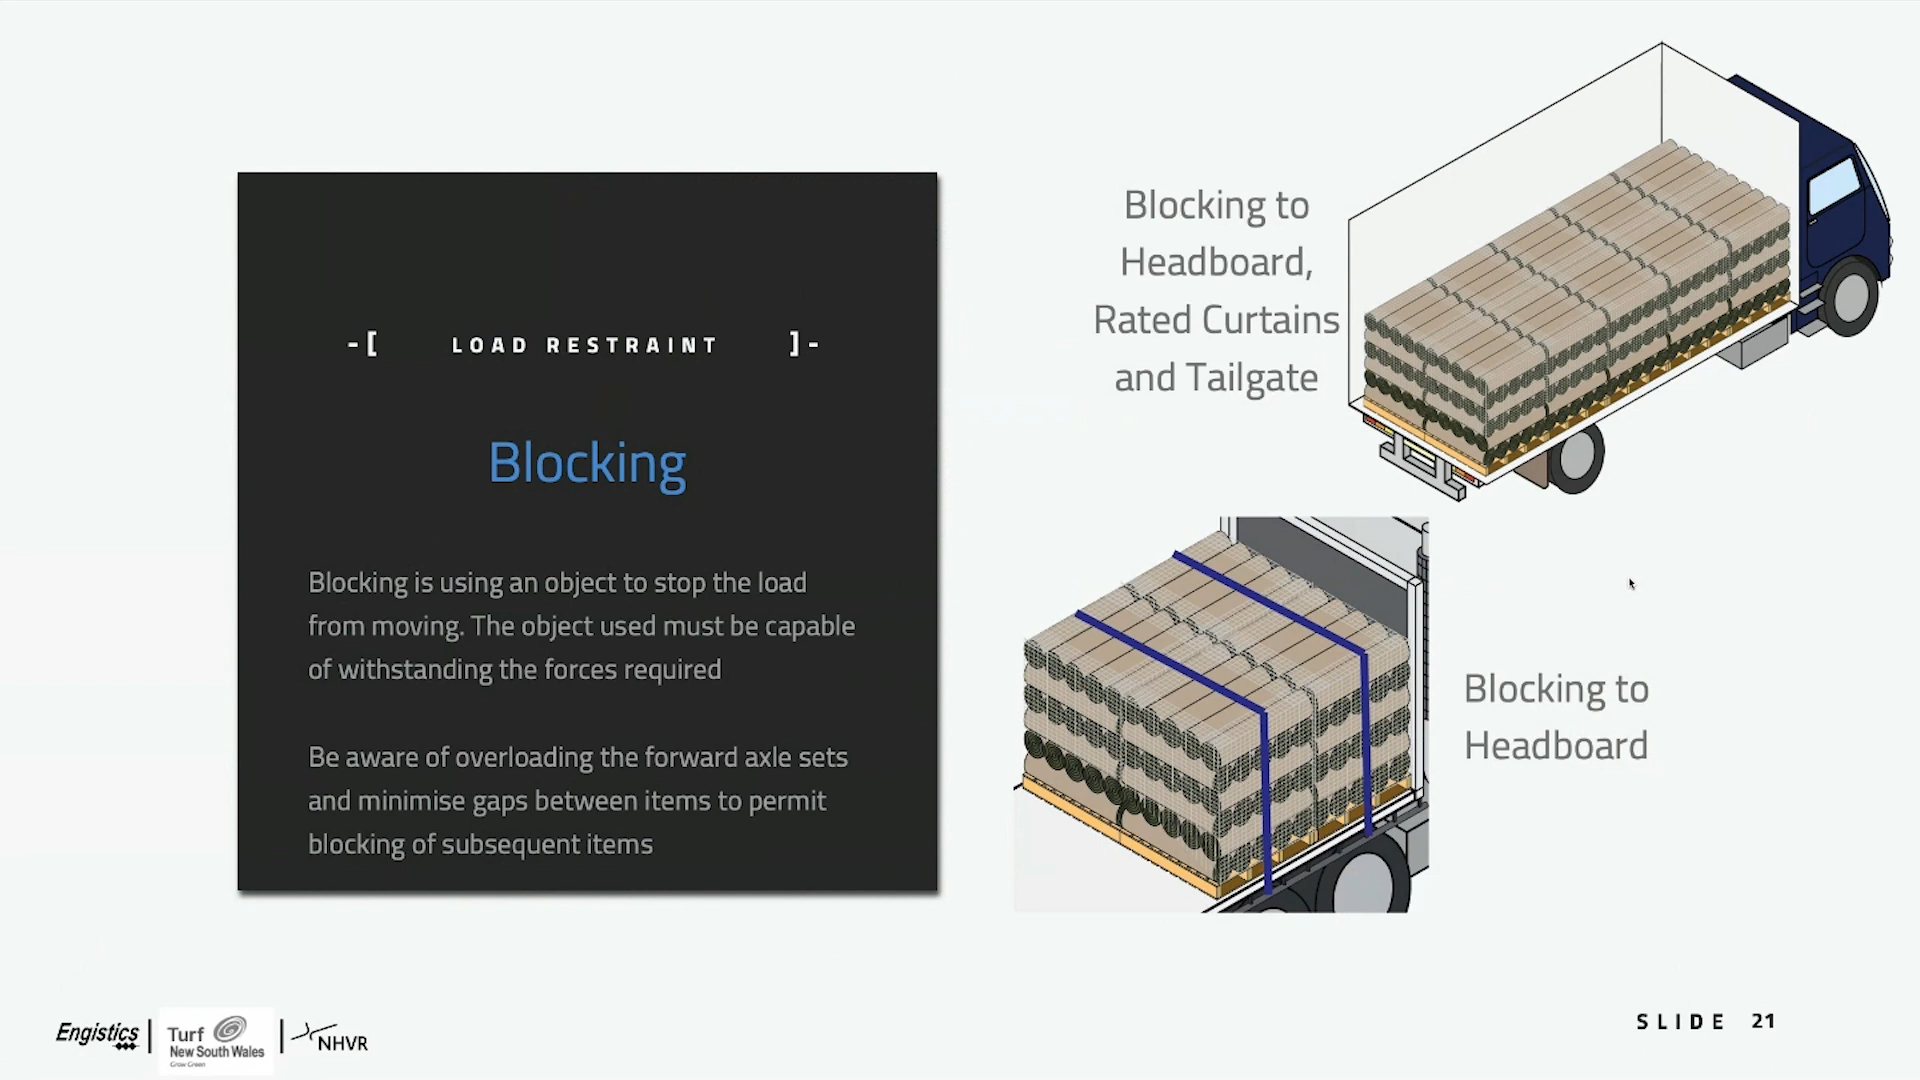 -[ LOAD RESTRAINT ]-
Blocking
Blocking is using an object to stop the load
from moving. The object used must be capable
of withstanding the forces required
Be aware of overloading the forward axle sets
and minimise gaps between items to permit
blocking of subsequent items
Blocking to
Headboard,
Rated Curtains
and Tailgate
Blocking to
Headboard
Engistics
Turf
New South Wales
Grow Green
NHVR
SLIDE 21